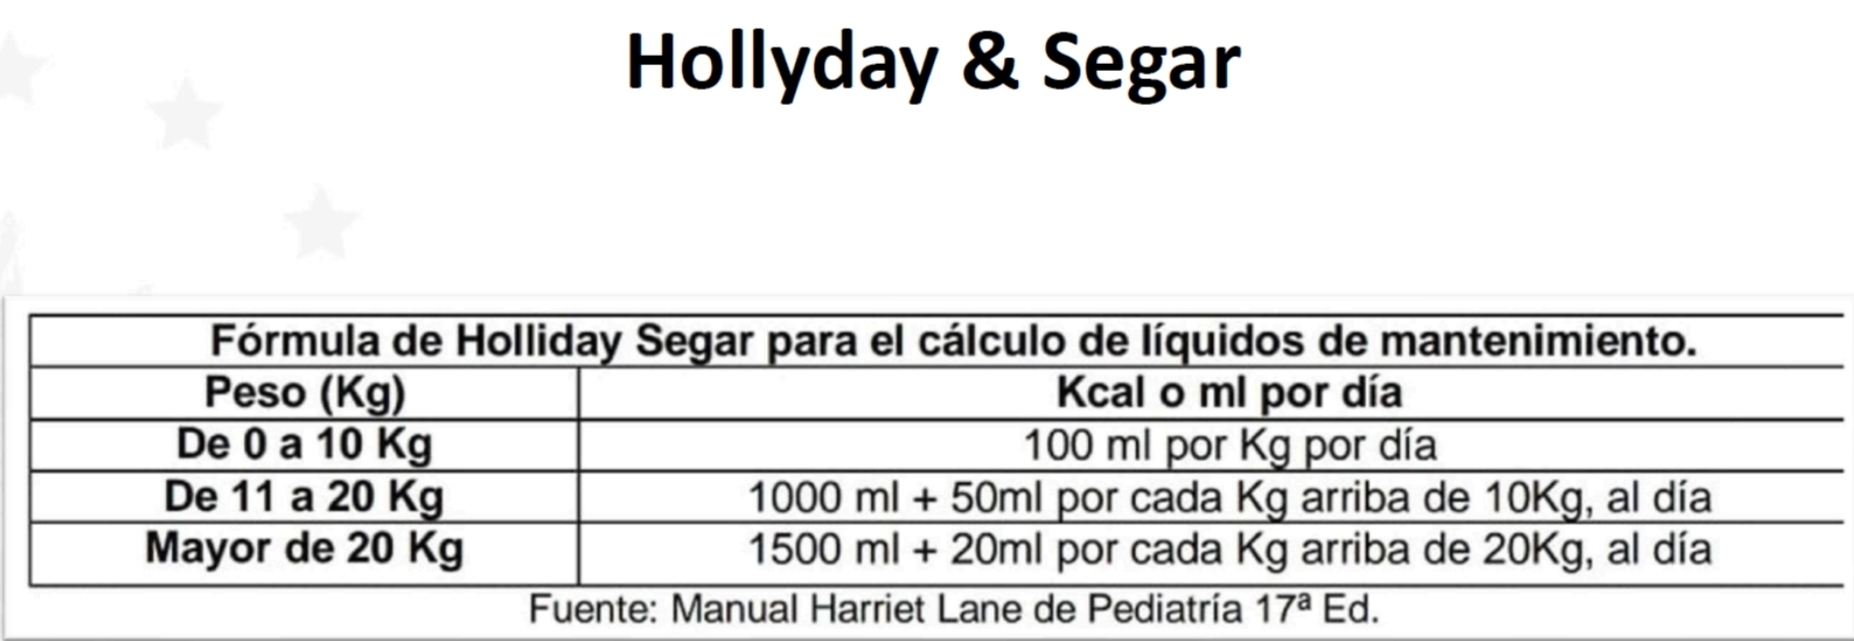 Hollyday & Segar
Fórmula de Holliday Segar para el cálculo de líquidos de mantenimiento.
Peso (Kg) Kcal o ml por día
De 0 a 10 Kg 100 ml por Kg por día
De 11 a 20 Kg 1000 ml + 50ml por cada Kg arriba de 10Kg, al día
Mayor de 20 Kg 1500 ml + 20ml por cada Kg arriba de 20Kg, al día
Fuente: Manual Harriet Lane de Pediatría 17ª Ed.